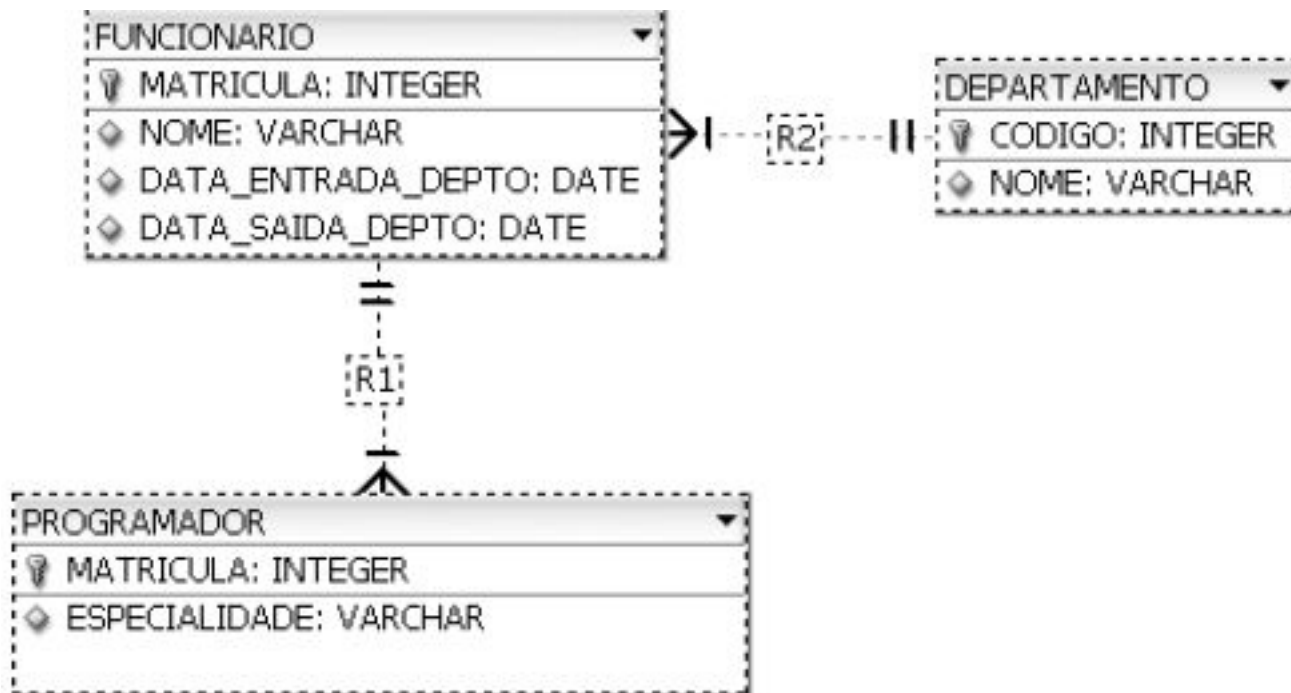 FUNCIONARIO
MATRICULA: INTEGER
NOME: VARCHAR
DATA_ENTRADA_DEPTO: DATE
DATA_SAIDA_DEPTO: DATE
R2
DEPARTAMENTO
CODIGO: INTEGER
NOME: VARCHAR
R1
PROGRAMADOR
MATRICULA: INTEGER
ESPECIALIDADE: VARCHAR